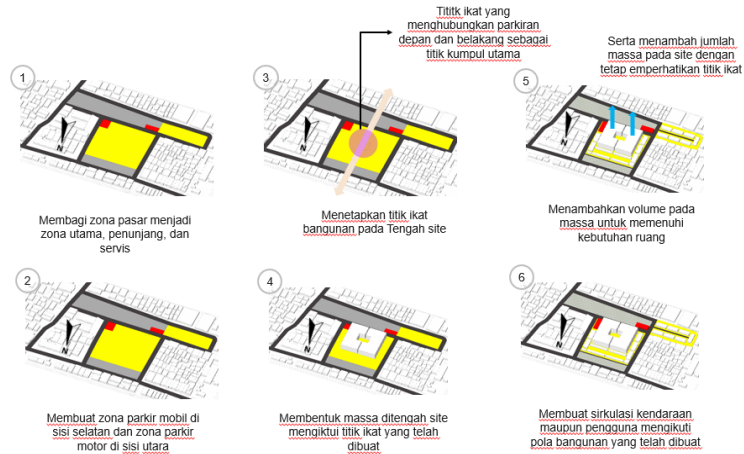 1
Membagi zona pasar menjadi
zona utama, penunjang, dan
servis
N
2
Membuat zona parkir mobil di
sisi selatan dan zona parkir
motor di sisi utara
N
3
Tititk ikat yang
menghubungkan parkiran
depan dan belakang sebagai
titik kumpul utama
Menetapkan titik ikat
bangunan pada Tengah site
N
4
Membentuk massa ditengah site
mengiktui titik ikat yang telah
dibuat
N
5
Serta menambah jumlah
massa pada site dengan
tetap emperhatikan titik ikat
Menambahkan volume pada
massa untuk memenuhi
kebutuhan ruang
N
6
Membuat sirkulasi kendaraan
maupun pengguna mengikuti
pola bangunan yang telah dibuat
N